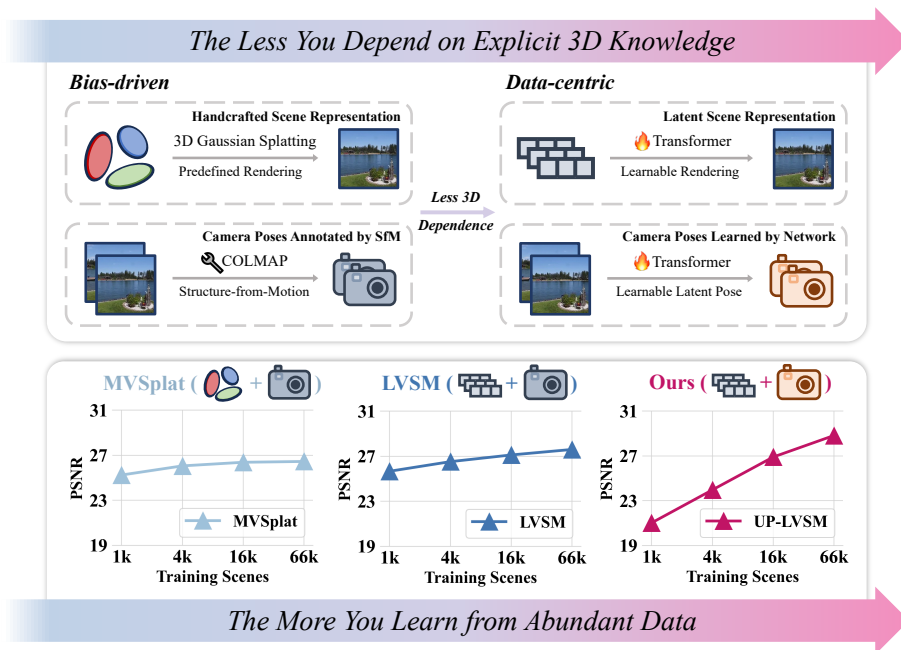 The Less You Depend on Explicit 3D Knowledge
Bias-driven
Data-centric
Handcrafted Scene Representation
3D Gaussian Splatting
Predefined Rendering
Latent Scene Representation
Transformer
Learnable Rendering
Less 3D
Dependence
Camera Poses Annotated by SfM
COLMAP
Structure-from-Motion
Camera Poses Learned by Network
Transformer
Learnable Latent Pose
MVSplat ( + )
31
27
23
19
PSNR
MVSplat
1k 4k 16k 66k
Training Scenes
LVSM ( + )
31
27
23
19
PSNR
LVSM
1k 4k 16k 66k
Training Scenes
Ours ( + )
31
27
23
19
PSNR
UP-LVSM
1k 4k 16k 66k
Training Scenes
The More You Learn from Abundant Data